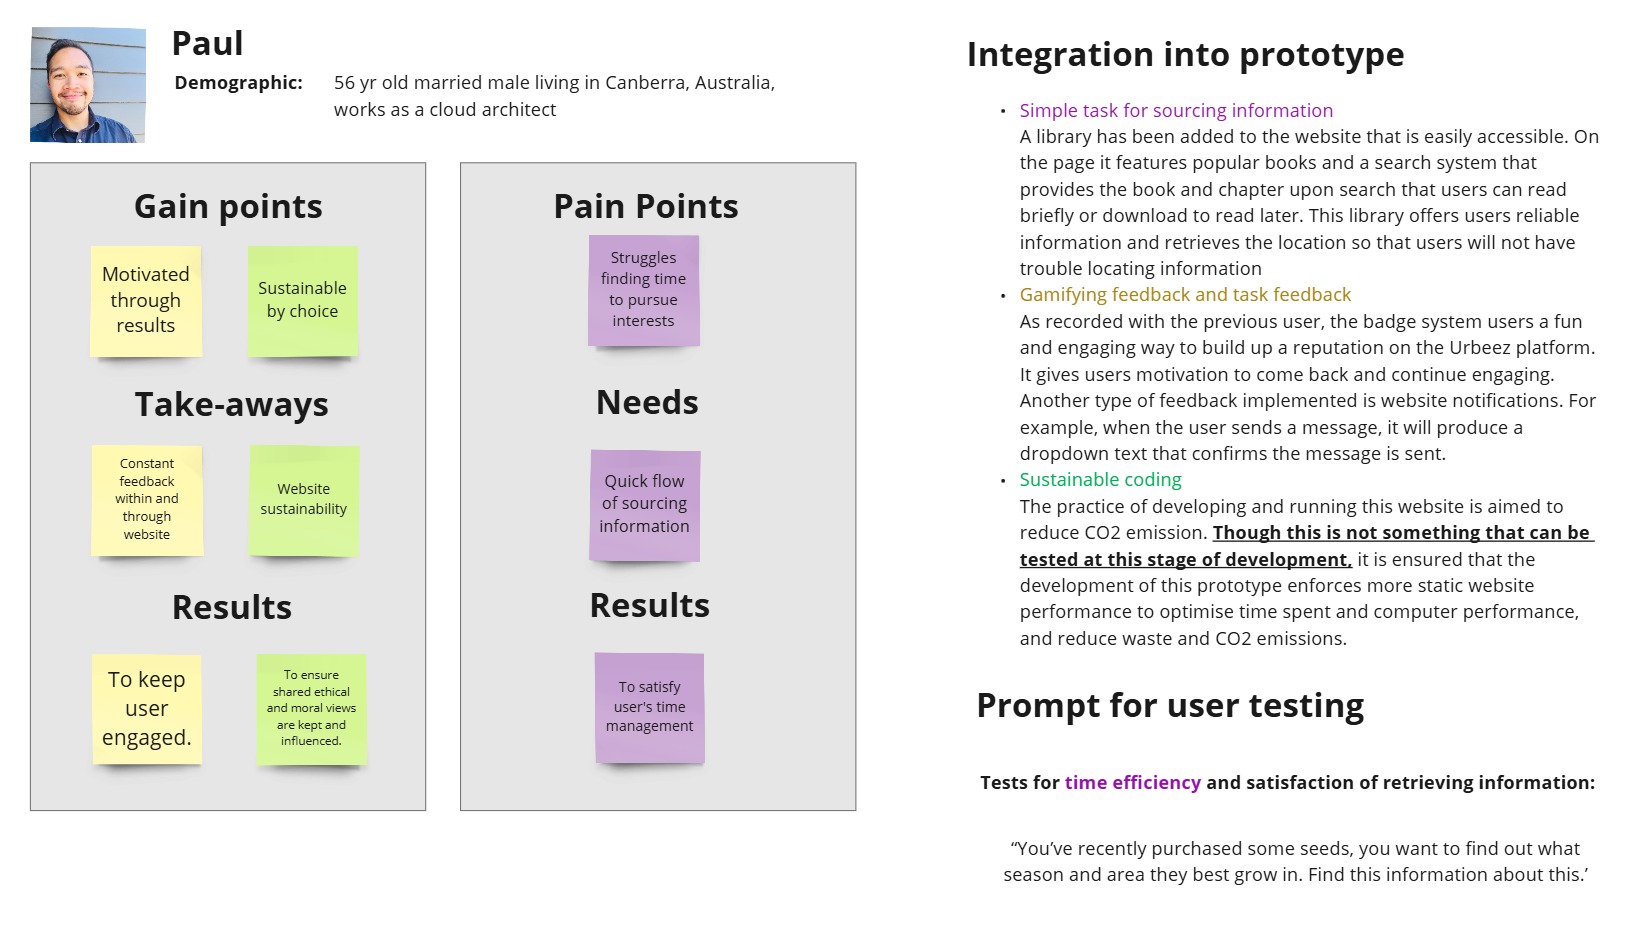 Paul
Demographic: 56 yr old married male living in Canberra, Australia,
works as a cloud architect
Gain points
Motivated
through
results
Sustainable
by choice
Take-aways
Constant
feedback
within and
through
website
Website
sustainability
Results
To keep
user
engaged.
To ensure
shared ethical
and moral views
are kept and
influenced.
Pain Points
Struggles
finding time
to pursue
interests
Needs
Quick flow
of sourcing
information
Results
To satisfy
user's time
management
Integration into prototype
• Simple task for sourcing information
A library has been added to the website that is easily accessible. On
the page it features popular books and a search system that
provides the book and chapter upon search that users can read
briefly or download to read later. This library offers users reliable
information and retrieves the location so that users will not have
trouble locating information
• Gamifying feedback and task feedback
As recorded with the previous user, the badge system users a fun
and engaging way to build up a reputation on the Urbeez platform.
It gives users motivation to come back and continue engaging.
Another type of feedback implemented is website notifications. For
example, when the user sends a message, it will produce a
dropdown text that confirms the message is sent.
• Sustainable coding
The practice of developing and running this website is aimed to
reduce CO2 emission. Though this is not something that can be
tested at this stage of development, it is ensured that the
development of this prototype enforces more static website
performance to optimise time spent and computer performance,
and reduce waste and CO2 emissions.
Prompt for user testing
Tests for time efficiency and satisfaction of retrieving information:
“You’ve recently purchased some seeds, you want to find out what
season and area they best grow in. Find this information about this.’